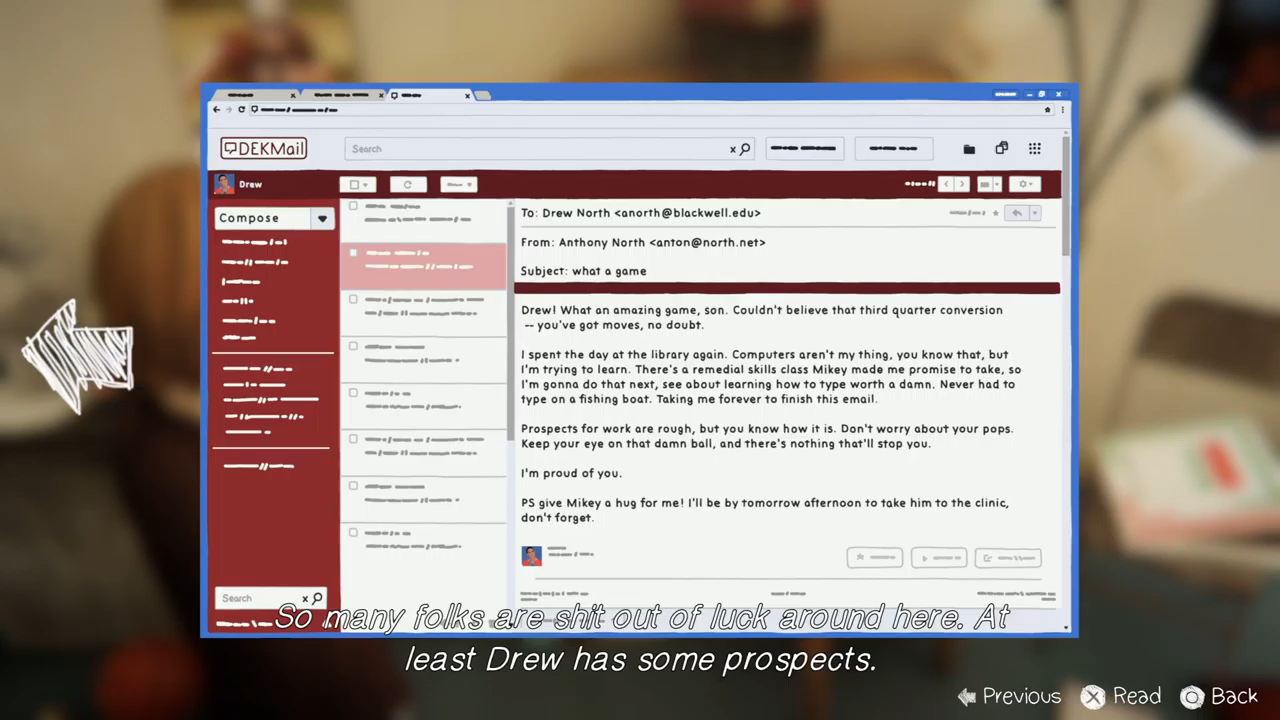 DEKMail
Search
Drew
Compose
To: Drew North <anorth@blackwell.edu>
From: Anthony North <anton@north.net>
Subject: what a game
Drew! What an amazing game, son. Couldn't believe that third quarter conversion
-- you've got moves, no doubt.
I spent the day at the library again. Computers aren't my thing, you know that, but
I'm trying to learn. There's a remedial skills class Mikey made me promise to take, so
I'm gonna do that next, see about learning how to type worth a damn. Never had to
type on a fishing boat. Taking me forever to finish this email.
Prospects for work are rough, but you know how it is. Don't worry about your pops.
Keep your eye on that damn ball, and there's nothing that'll stop you.
I'm proud of you.
PS give Mikey a hug for me! I'll be by tomorrow afternoon to take him to the clinic,
don't forget.
Search
So many folks are shit out of luck around here. At
least Drew has some prospects.
Previous
Read
Back